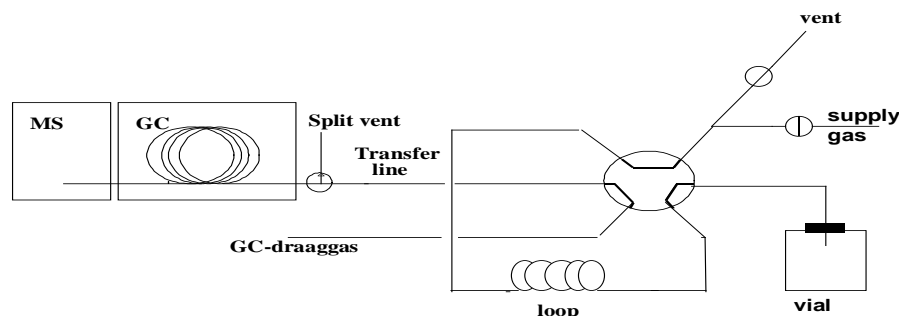 vent
MS
GC
Split vent
supply
gas
Transfer
line
GC-draaggas
loop
vial